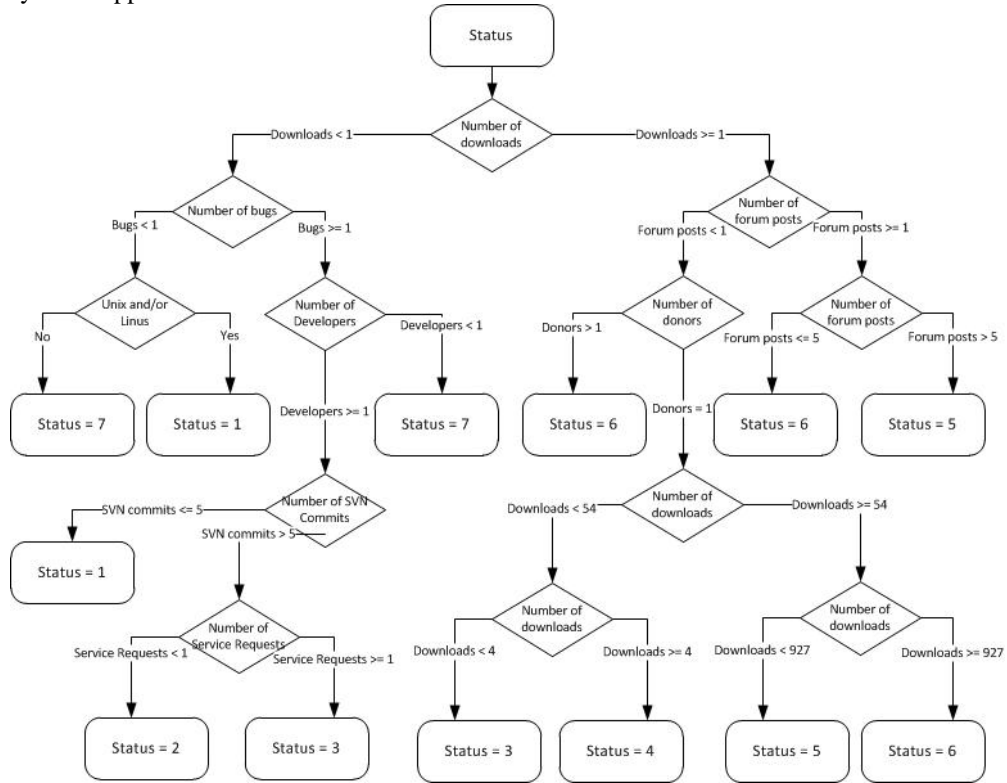 Status
Number of
downloads
Downloads < 1
Downloads >= 1
Number of bugs
Number of
forum posts
Bugs < 1
Bugs >= 1
Forum posts < 1
Forum posts >= 1
Unix and/or
Linus
Number of
Developers
Number of
donors
Number of
forum posts
No
Yes
Developers < 1
Donors > 1
Forum posts <= 5
Forum posts > 5
Status = 7
Status = 1
Developers >= 1
Status = 7
Status = 6
Donors = 1
Status = 6
Status = 5
Number of SVN
Commits
Number of
downloads
SVN commits <= 5
SVN commits > 5
Downloads < 54
Downloads >= 54
Status = 1
Number of
Service Requests
Number of
downloads
Number of
downloads
Service Requests < 1
Service Requests >= 1
Downloads < 4
Downloads >= 4
Downloads < 927
Downloads >= 927
Status = 2
Status = 3
Status = 3
Status = 4
Status = 5
Status = 6